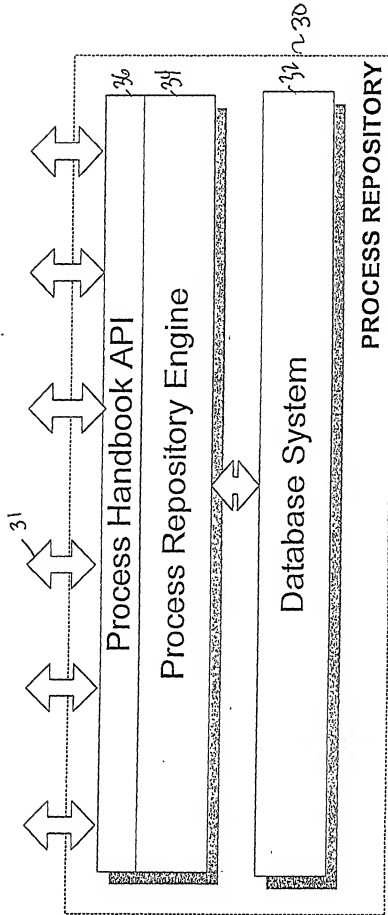 31
Process Handbook API
36
Process Repository Engine
34
Database System
32
30
PROCESS REPOSITORY